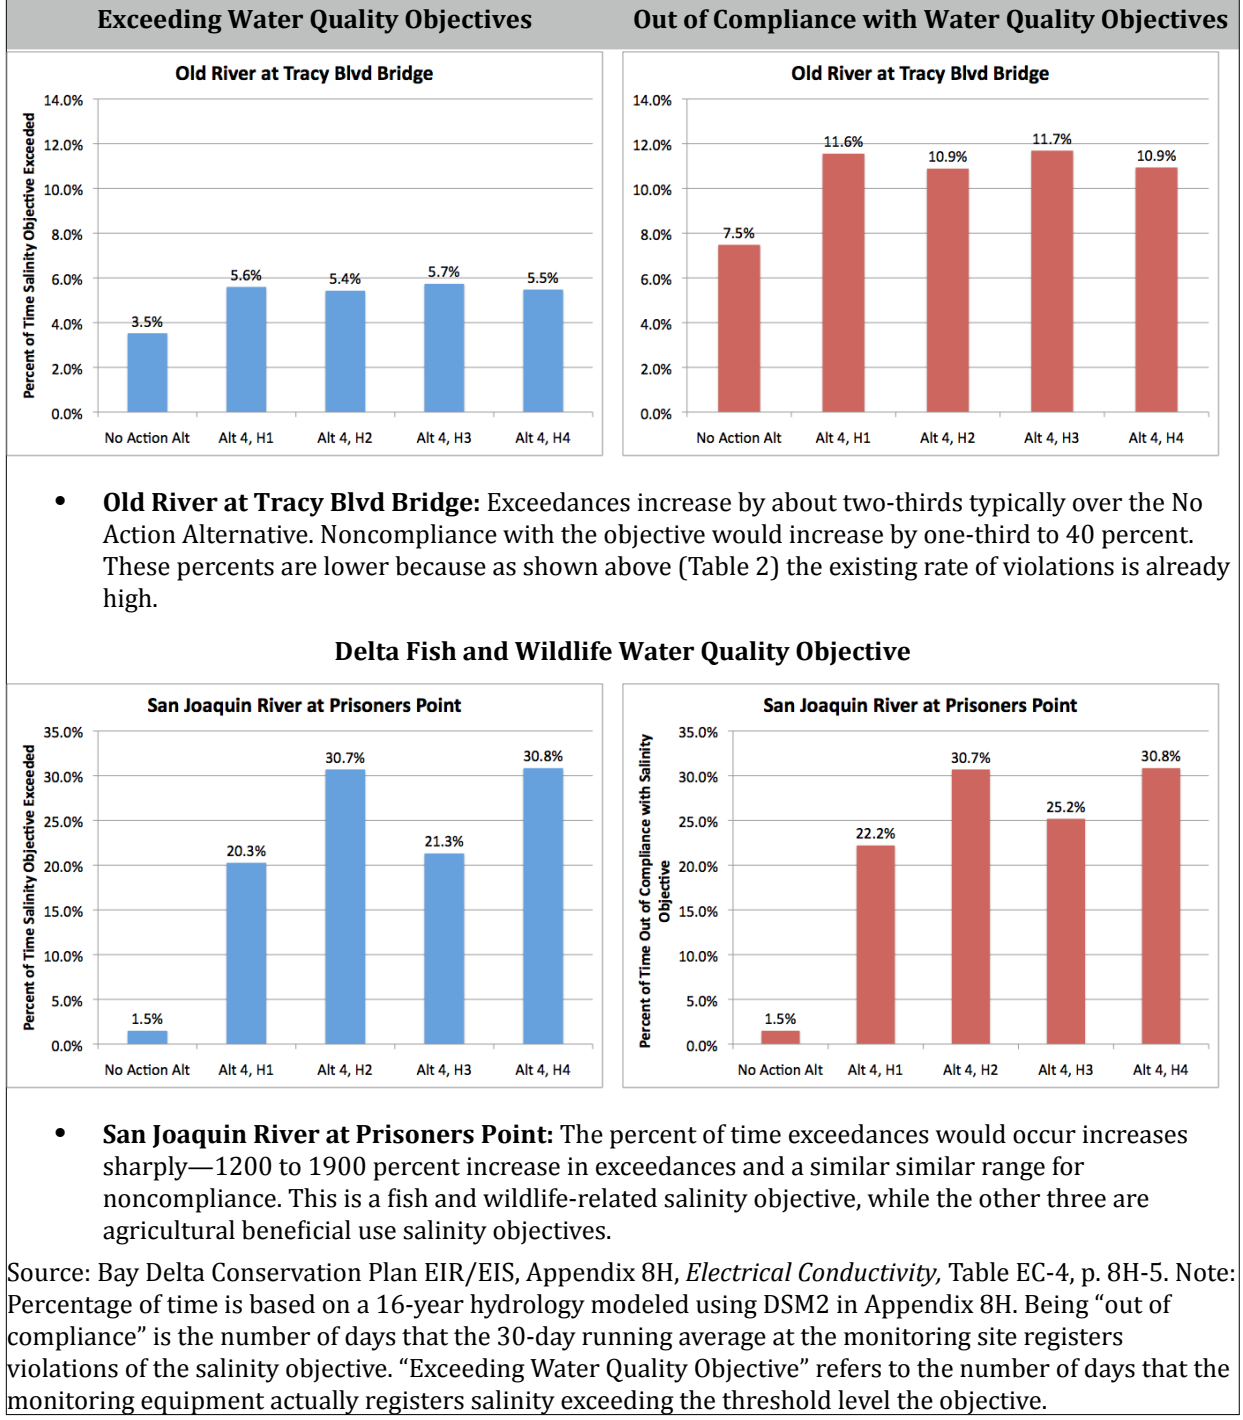 Exceeding Water Quality Objectives
Out of Compliance with Water Quality Objectives
Old River at Tracy Blvd Bridge
Percent of Time Salinity Objective Exceeded
14.0%
12.0%
10.0%
8.0%
6.0%
4.0%
2.0%
0.0%
3.5%
5.6%
5.4%
5.7%
5.5%
No Action Alt
Alt 4, H1
Alt 4, H2
Alt 4, H3
Alt 4, H4
Old River at Tracy Blvd Bridge
14.0%
12.0%
10.0%
8.0%
6.0%
4.0%
2.0%
0.0%
7.5%
11.6%
10.9%
11.7%
10.9%
No Action Alt
Alt 4, H1
Alt 4, H2
Alt 4, H3
Alt 4, H4
• Old River at Tracy Blvd Bridge: Exceedances increase by about two-thirds typically over the No
Action Alternative. Noncompliance with the objective would increase by one-third to 40 percent.
These percents are lower because as shown above (Table 2) the existing rate of violations is already
high.
Delta Fish and Wildlife Water Quality Objective
San Joaquin River at Prisoners Point
Percent of Time Salinity Objective Exceeded
35.0%
30.0%
25.0%
20.0%
15.0%
10.0%
5.0%
0.0%
1.5%
20.3%
30.7%
21.3%
30.8%
No Action Alt
Alt 4, H1
Alt 4, H2
Alt 4, H3
Alt 4, H4
San Joaquin River at Prisoners Point
Percent of Time Out of Compliance with Salinity
Objective
35.0%
30.0%
25.0%
20.0%
15.0%
10.0%
5.0%
0.0%
1.5%
22.2%
30.7%
25.2%
30.8%
No Action Alt
Alt 4, H1
Alt 4, H2
Alt 4, H3
Alt 4, H4
• San Joaquin River at Prisoners Point: The percent of time exceedances would occur increases
sharply—1200 to 1900 percent increase in exceedances and a similar similar range for
noncompliance. This is a fish and wildlife-related salinity objective, while the other three are
agricultural beneficial use salinity objectives.
Source: Bay Delta Conservation Plan EIR/EIS, Appendix 8H, Electrical Conductivity, Table EC-4, p. 8H-5. Note:
Percentage of time is based on a 16-year hydrology modeled using DSM2 in Appendix 8H. Being “out of
compliance” is the number of days that the 30-day running average at the monitoring site registers
violations of the salinity objective. “Exceeding Water Quality Objective” refers to the number of days that the
monitoring equipment actually registers salinity exceeding the threshold level the objective.